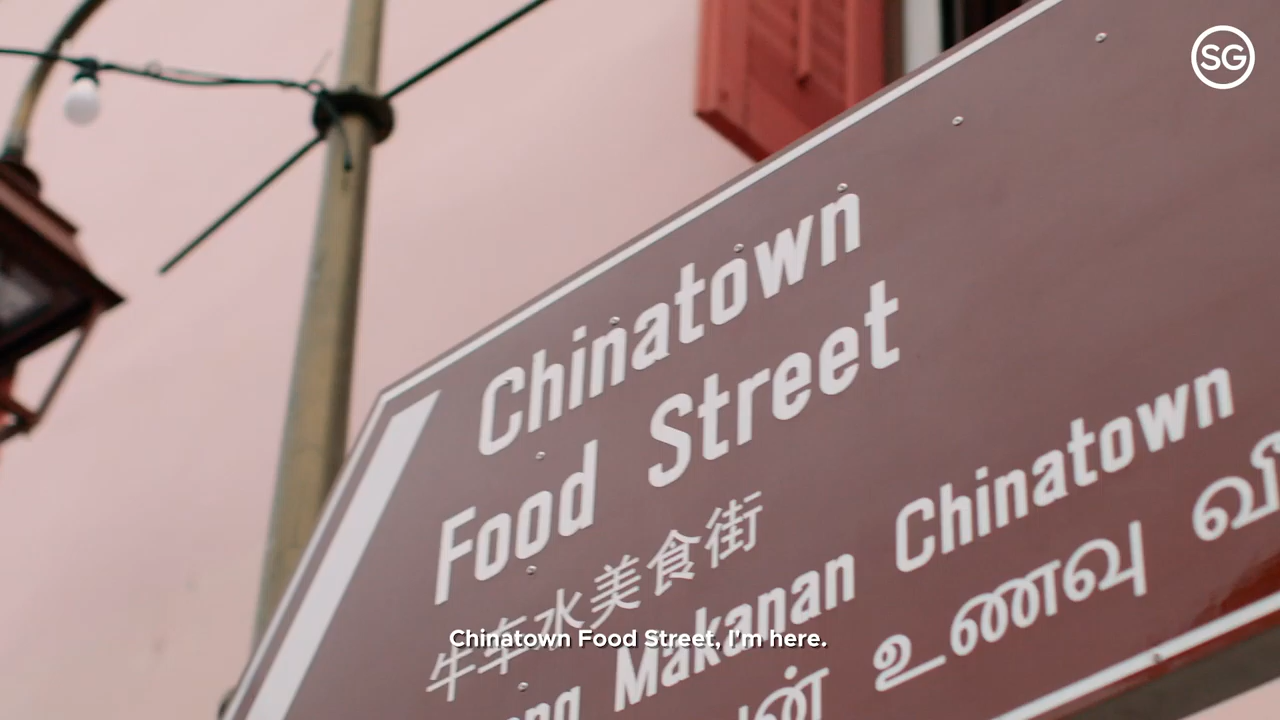 SG
Chinatown
Food Street
牛车水美食街
Makanan Chinatown
உணவு
Chinatown Food Street, I'm here.